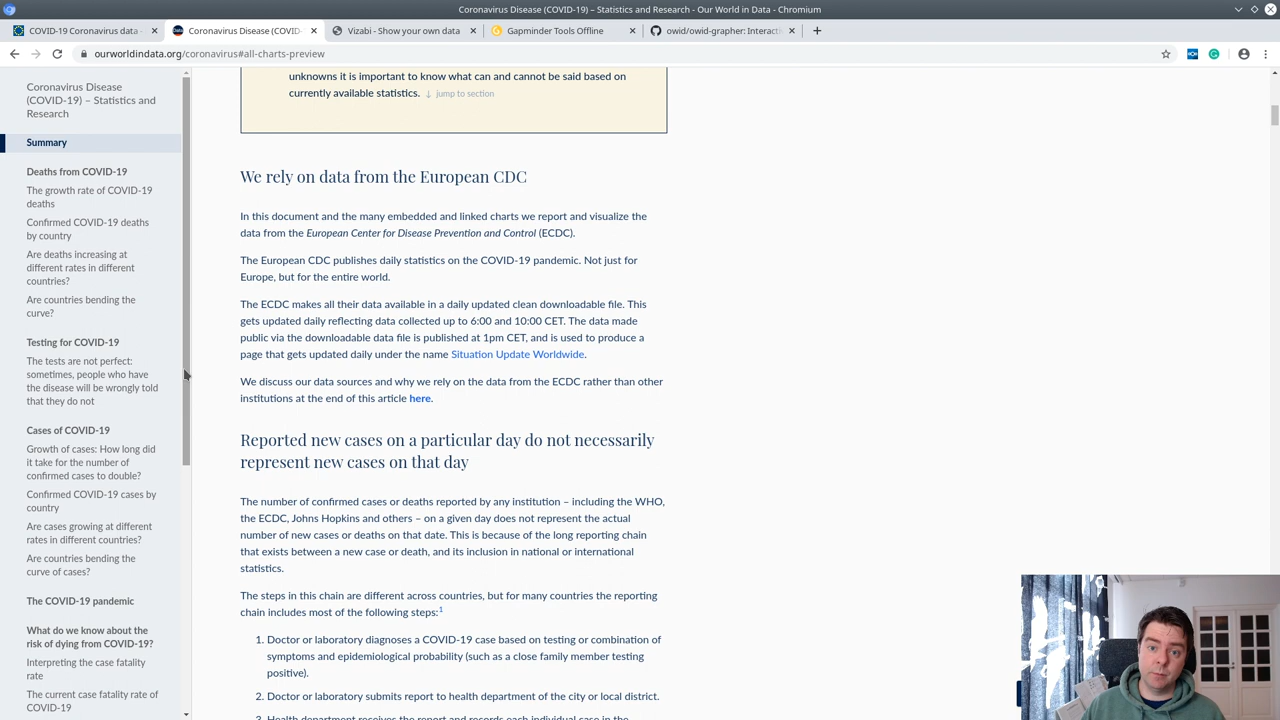 Coronavirus Disease (COVID-19) – Statistics and Research - Our World in Data - Chromium
COVID-19 Coronavirus data -
Coronavirus Disease (COVID-
Vizabi - Show your own data
Gapminder Tools Offline
owid/owid-grapher: Interact
ourworldindata.org/coronavirus#all-charts-preview
Coronavirus Disease
(COVID-19) – Statistics and
Research
Summary
Deaths from COVID-19
The growth rate of COVID-19
deaths
Confirmed COVID-19 deaths
by country
Are deaths increasing at
different rates in different
countries?
Are countries bending the
curve?
Testing for COVID-19
The tests are not perfect:
sometimes, people who have
the disease will be wrongly told
that they do not
Cases of COVID-19
Growth of cases: How long did
it take for the number of
confirmed cases to double?
Confirmed COVID-19 cases by
country
Are cases growing at different
rates in different countries?
Are countries bending the
curve of cases?
The COVID-19 pandemic
What do we know about the
risk of dying from COVID-19?
Interpreting the case fatality
rate
The current case fatality rate of
COVID-19
unknowns it is important to know what can and cannot be said based on
currently available statistics. ↓ jump to section
We rely on data from the European CDC
In this document and the many embedded and linked charts we report and visualize the
data from the European Center for Disease Prevention and Control (ECDC).
The European CDC publishes daily statistics on the COVID-19 pandemic. Not just for
Europe, but for the entire world.
The ECDC makes all their data available in a daily updated clean downloadable file. This
gets updated daily reflecting data collected up to 6:00 and 10:00 CET. The data made
public via the downloadable data file is published at 1pm CET, and is used to produce a
page that gets updated daily under the name Situation Update Worldwide.
We discuss our data sources and why we rely on the data from the ECDC rather than other
institutions at the end of this article here.
Reported new cases on a particular day do not necessarily
represent new cases on that day
The number of confirmed cases or deaths reported by any institution – including the WHO,
the ECDC, Johns Hopkins and others – on a given day does not represent the actual
number of new cases or deaths on that date. This is because of the long reporting chain
that exists between a new case or death, and its inclusion in national or international
statistics.
The steps in this chain are different across countries, but for many countries the reporting
chain includes most of the following steps:1
1. Doctor or laboratory diagnoses a COVID-19 case based on testing or combination of
symptoms and epidemiological probability (such as a close family member testing
positive).
2. Doctor or laboratory submits report to health department of the city or local district.
3. Health department receives the report and records each individual case in the